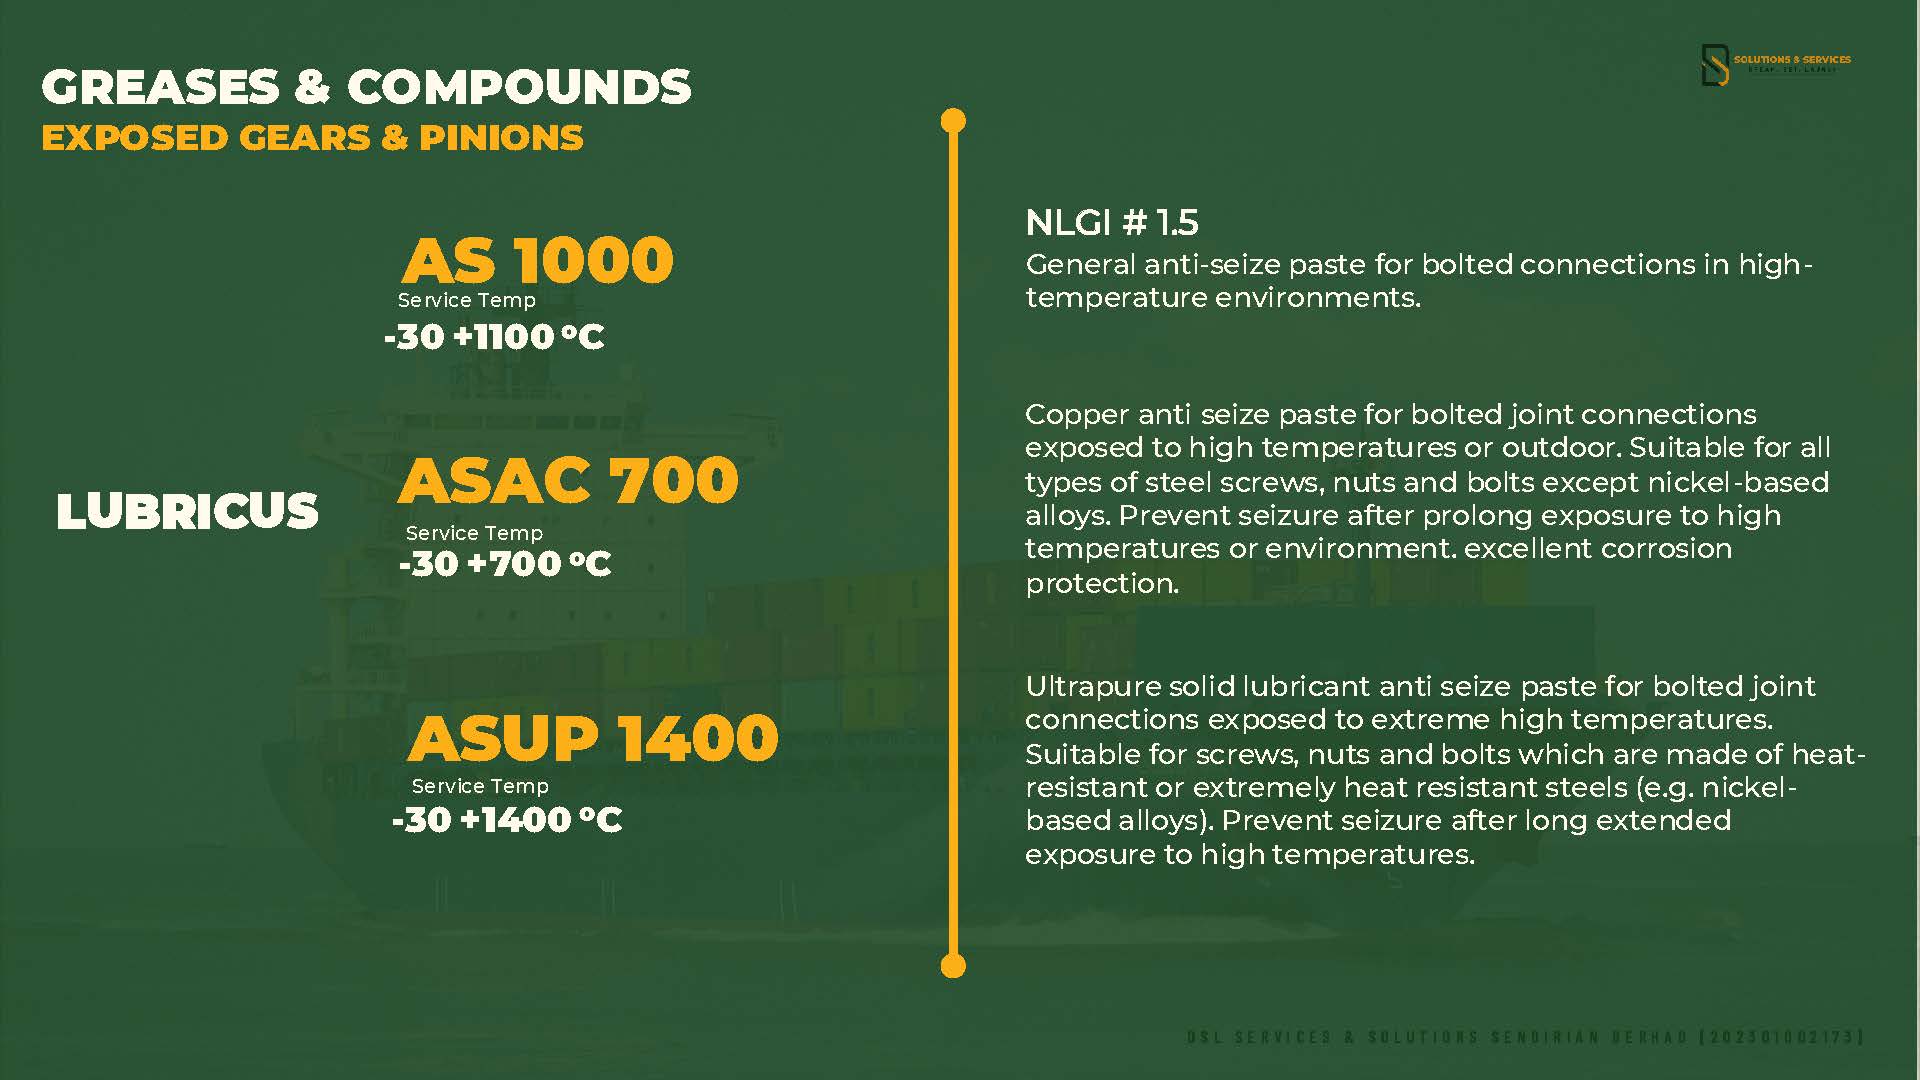 GREASES & COMPOUNDS
EXPOSED GEARS & PINIONS
SOLUTIONS & SERVICES
LUBRICUS
AS 1000
Service Temp
-30 +1100 ºC
NLGI # 1.5
General anti-seize paste for bolted connections in high-
temperature environments.
ASAC 700
Service Temp
-30 +700 ºC
Copper anti seize paste for bolted joint connections
exposed to high temperatures or outdoor. Suitable for all
types of steel screws, nuts and bolts except nickel-based
alloys. Prevent seizure after prolong exposure to high
temperatures or environment. excellent corrosion
protection.
ASUP 1400
Service Temp
-30 +1400 ºC
Ultrapure solid lubricant anti seize paste for bolted joint
connections exposed to extreme high temperatures.
Suitable for screws, nuts and bolts which are made of heat-
resistant or extremely heat resistant steels (e.g. nickel-
based alloys). Prevent seizure after long extended
exposure to high temperatures.
DSL SERVICES & SOLUTIONS SENDIRIAN BERHAD [202301002173]